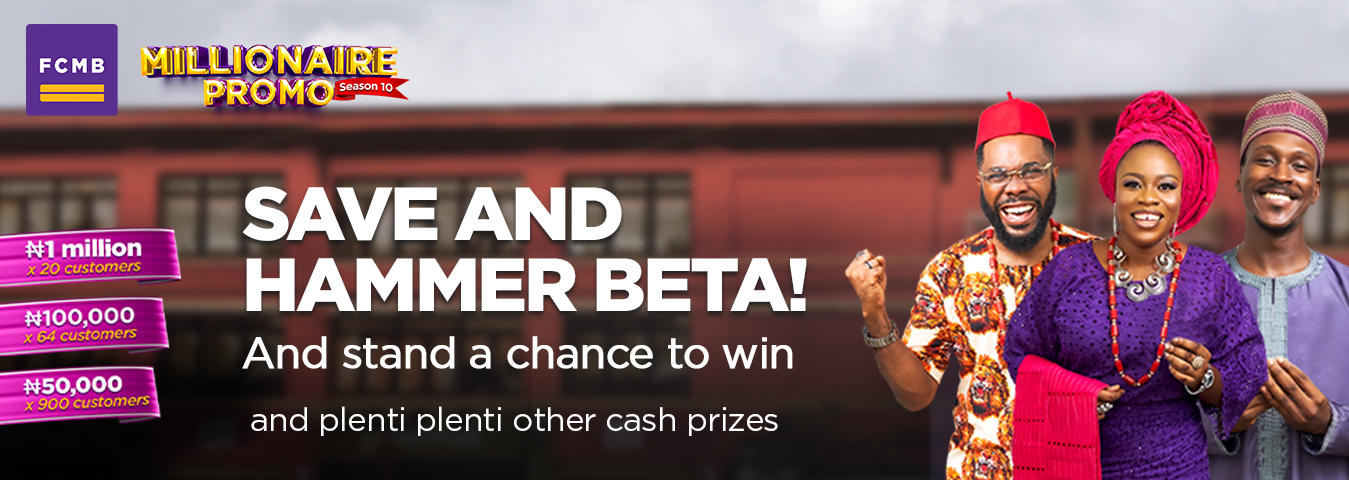 FCMB
MILLIONAIRE
PROMO
Season 10
SAVE AND
HAMMER BETA!
And stand a chance to win
and plenti plenti other cash prizes
₦1 million
x 20 customers
₦100,000
x 64 customers
₦50,000
x 900 customers